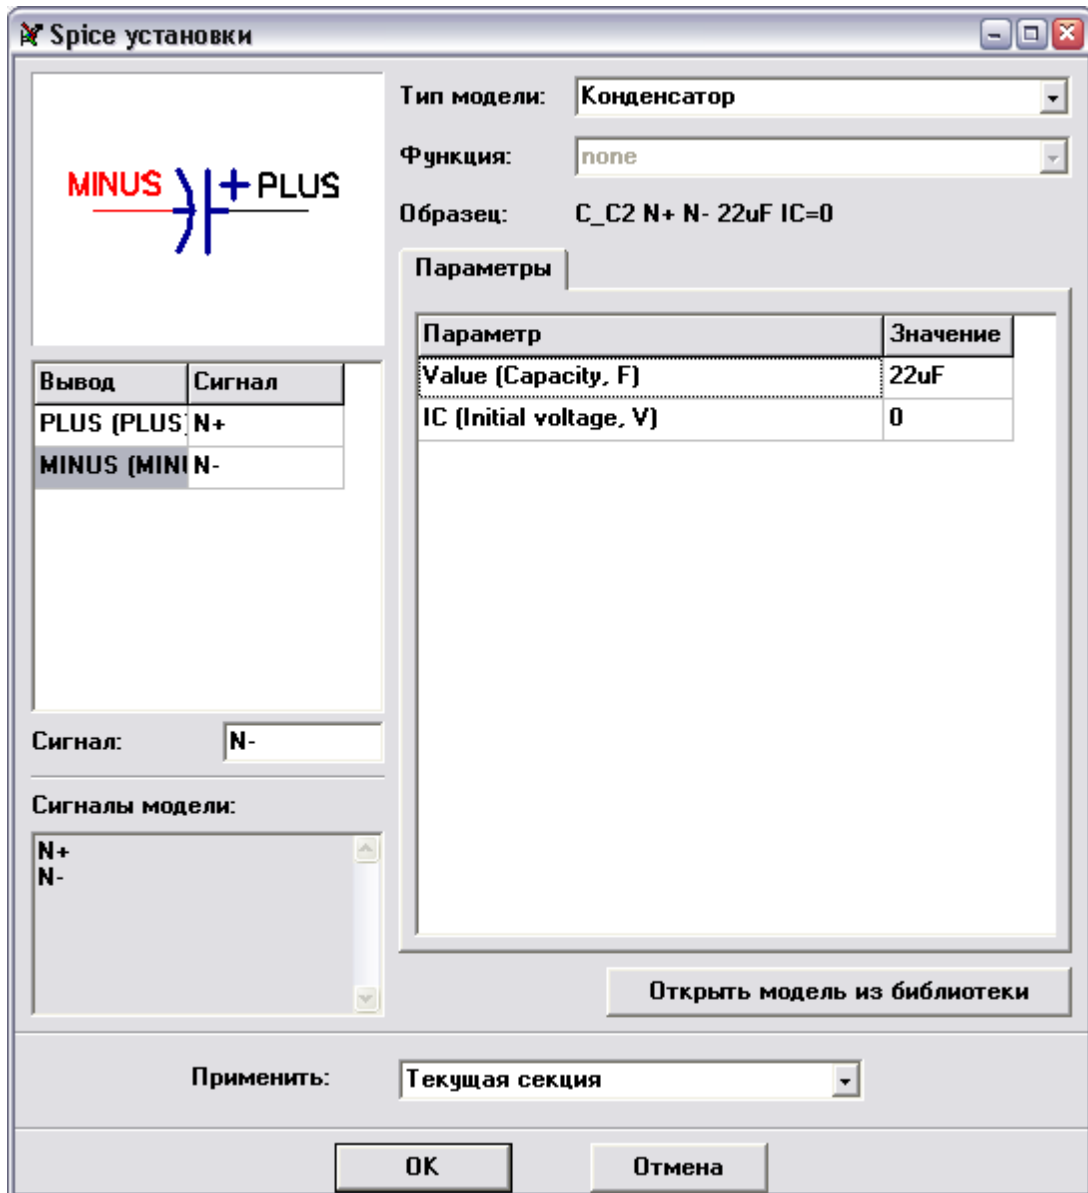 Spice установки
MINUS PLUS
Тип модели: Конденсатор
Функция: none
Образец: C_C2 N+ N- 22uF IC=0
Параметры
Параметр Значение
Value (Capacity, F) 22uF
IC (Initial voltage, V) 0
Вывод Сигнал
PLUS (PLUS) N+
MINUS (MINU N-
Сигнал: N-
Сигналы модели:
N+
N-
Открыть модель из библиотеки
Применить: Текущая секция
OK Отмена